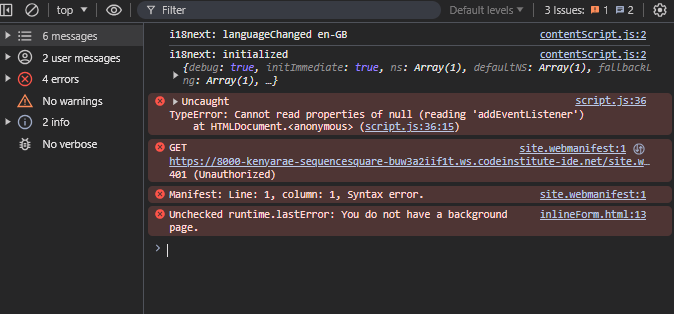 top
Filter
Default levels
3 Issues: 1 2
6 messages
2 user messages
4 errors
No warnings
2 info
No verbose
i18next: languageChanged en-GB contentScript.js:2
i18next: initialized contentScript.js:2
{debug: true, initImmediate: true, ns: Array(1), defaultNS: Array(1), fallbackL
ng: Array(1), …}
Uncaught script.js:36
TypeError: Cannot read properties of null (reading 'addEventListener')
at HTMLDocument.<anonymous> (script.js:36:15)
GET site.webmanifest:1
https://8000-kenyarae-sequencesquare-buw3a2iif1t.ws.codeinstitute-ide.net/site.w…
401 (Unauthorized)
Manifest: Line: 1, column: 1, Syntax error. site.webmanifest:1
Unchecked runtime.lastError: You do not have a background inlineForm.html:13
page.